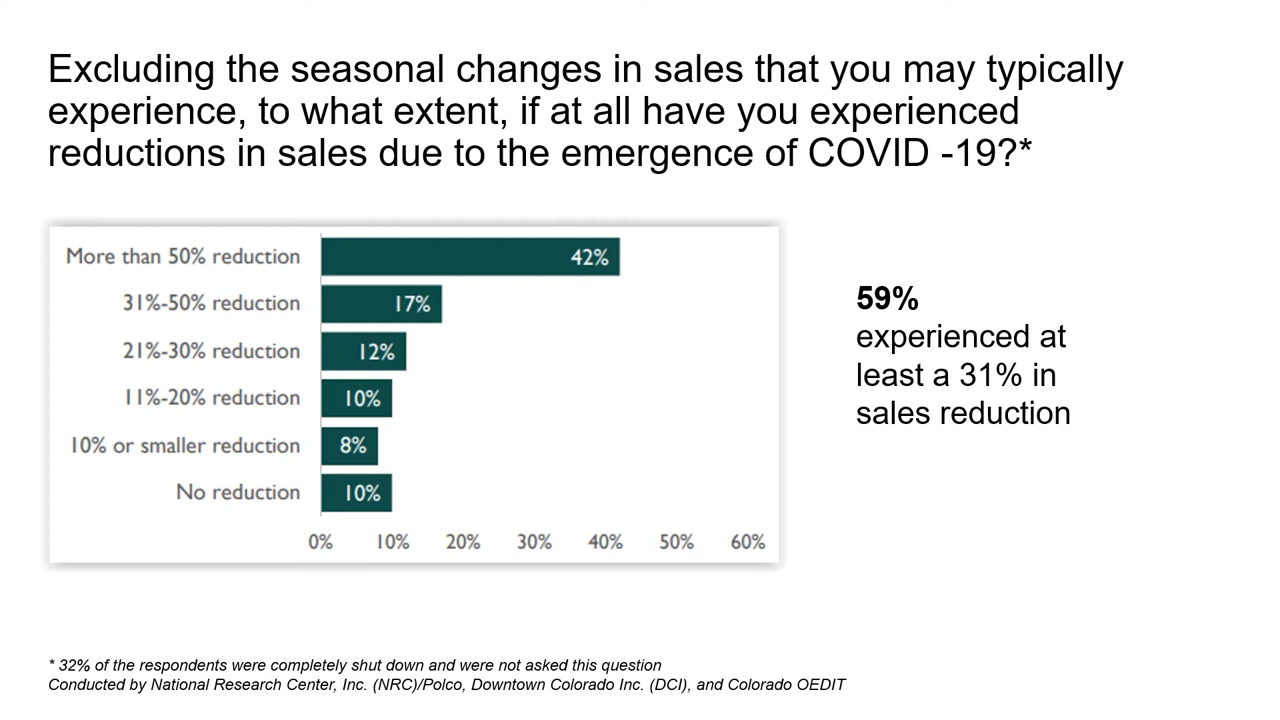 Excluding the seasonal changes in sales that you may typically
experience, to what extent, if at all have you experienced
reductions in sales due to the emergence of COVID -19?*
More than 50% reduction 42%
31%-50% reduction 17%
21%-30% reduction 12%
11%-20% reduction 10%
10% or smaller reduction 8%
No reduction 10%
0% 10% 20% 30% 40% 50% 60%
59%
experienced at
least a 31% in
sales reduction
* 32% of the respondents were completely shut down and were not asked this question
Conducted by National Research Center, Inc. (NRC)/Polco, Downtown Colorado Inc. (DCI), and Colorado OEDIT